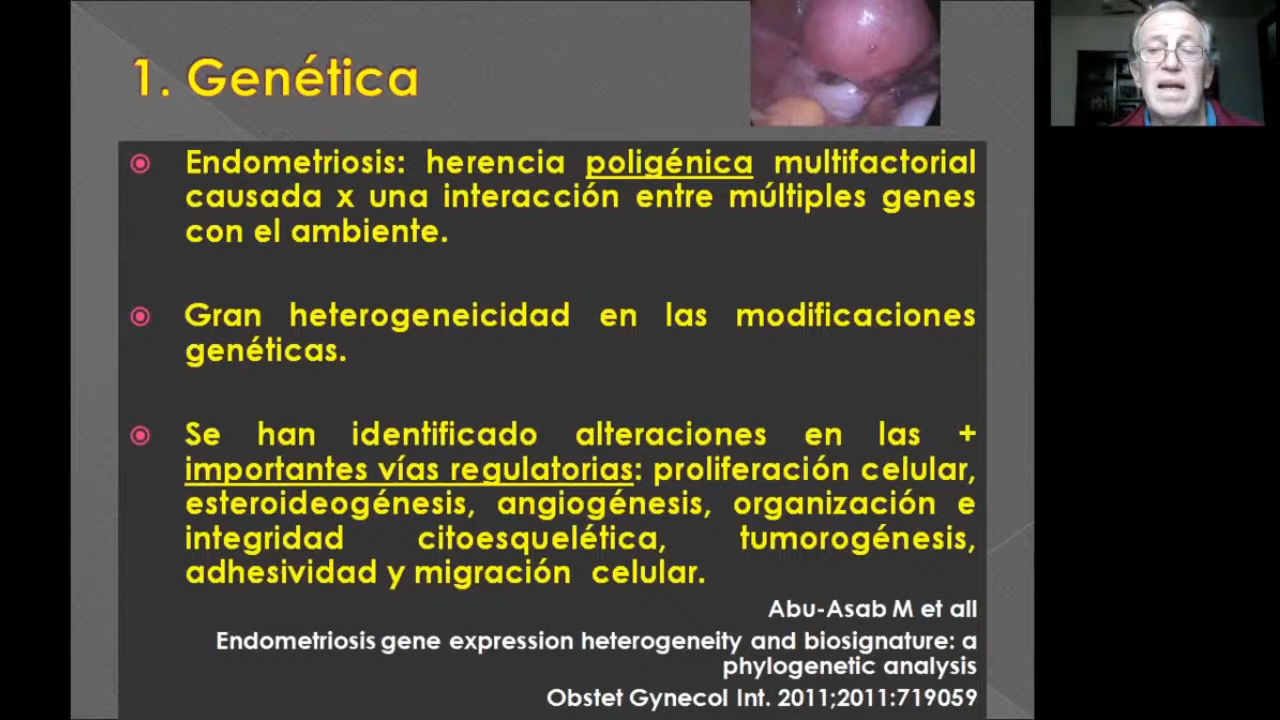 1. Genética
Endometriosis: herencia poligénica multifactorial
causada x una interacción entre múltiples genes
con el ambiente.
Gran heterogeneicidad en las modificaciones
genéticas.
Se han identificado alteraciones en las +
importantes vías regulatorias: proliferación celular,
esteroideogénesis, angiogénesis, organización e
integridad citoesquelética, tumorogénesis,
adhesividad y migración celular.
Abu-Asab M et all
Endometriosis gene expression heterogeneity and biosignature: a
phylogenetic analysis
Obstet Gynecol Int. 2011;2011:719059